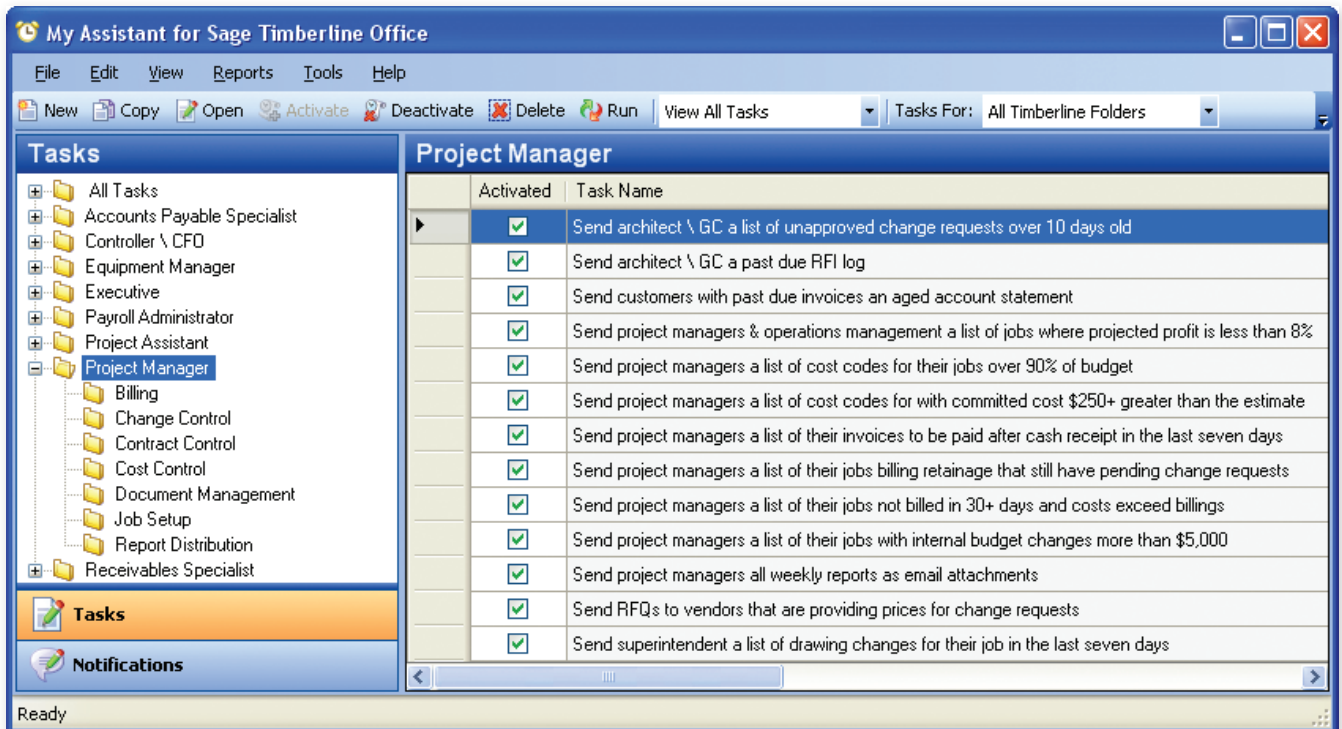 My Assistant for Sage Timberline Office
File Edit View Reports Tools Help
New Copy Open Activate Deactivate Delete Run View All Tasks Tasks For: All Timberline Folders
Tasks
All Tasks
Accounts Payable Specialist
Controller \ CFO
Equipment Manager
Executive
Payroll Administrator
Project Assistant
Project Manager
Billing
Change Control
Contract Control
Cost Control
Document Management
Job Setup
Report Distribution
Receivables Specialist
Tasks
Notifications
Project Manager
Activated Task Name
Send architect \ GC a list of unapproved change requests over 10 days old
Send architect \ GC a past due RFI log
Send customers with past due invoices an aged account statement
Send project managers & operations management a list of jobs where projected profit is less than 8%
Send project managers a list of cost codes for their jobs over 90% of budget
Send project managers a list of cost codes for with committed cost $250+ greater than the estimate
Send project managers a list of their invoices to be paid after cash receipt in the last seven days
Send project managers a list of their jobs billing retainage that still have pending change requests
Send project managers a list of their jobs not billed in 30+ days and costs exceed billings
Send project managers a list of their jobs with internal budget changes more than $5,000
Send project managers all weekly reports as email attachments
Send RFQs to vendors that are providing prices for change requests
Send superintendent a list of drawing changes for their job in the last seven days
Ready